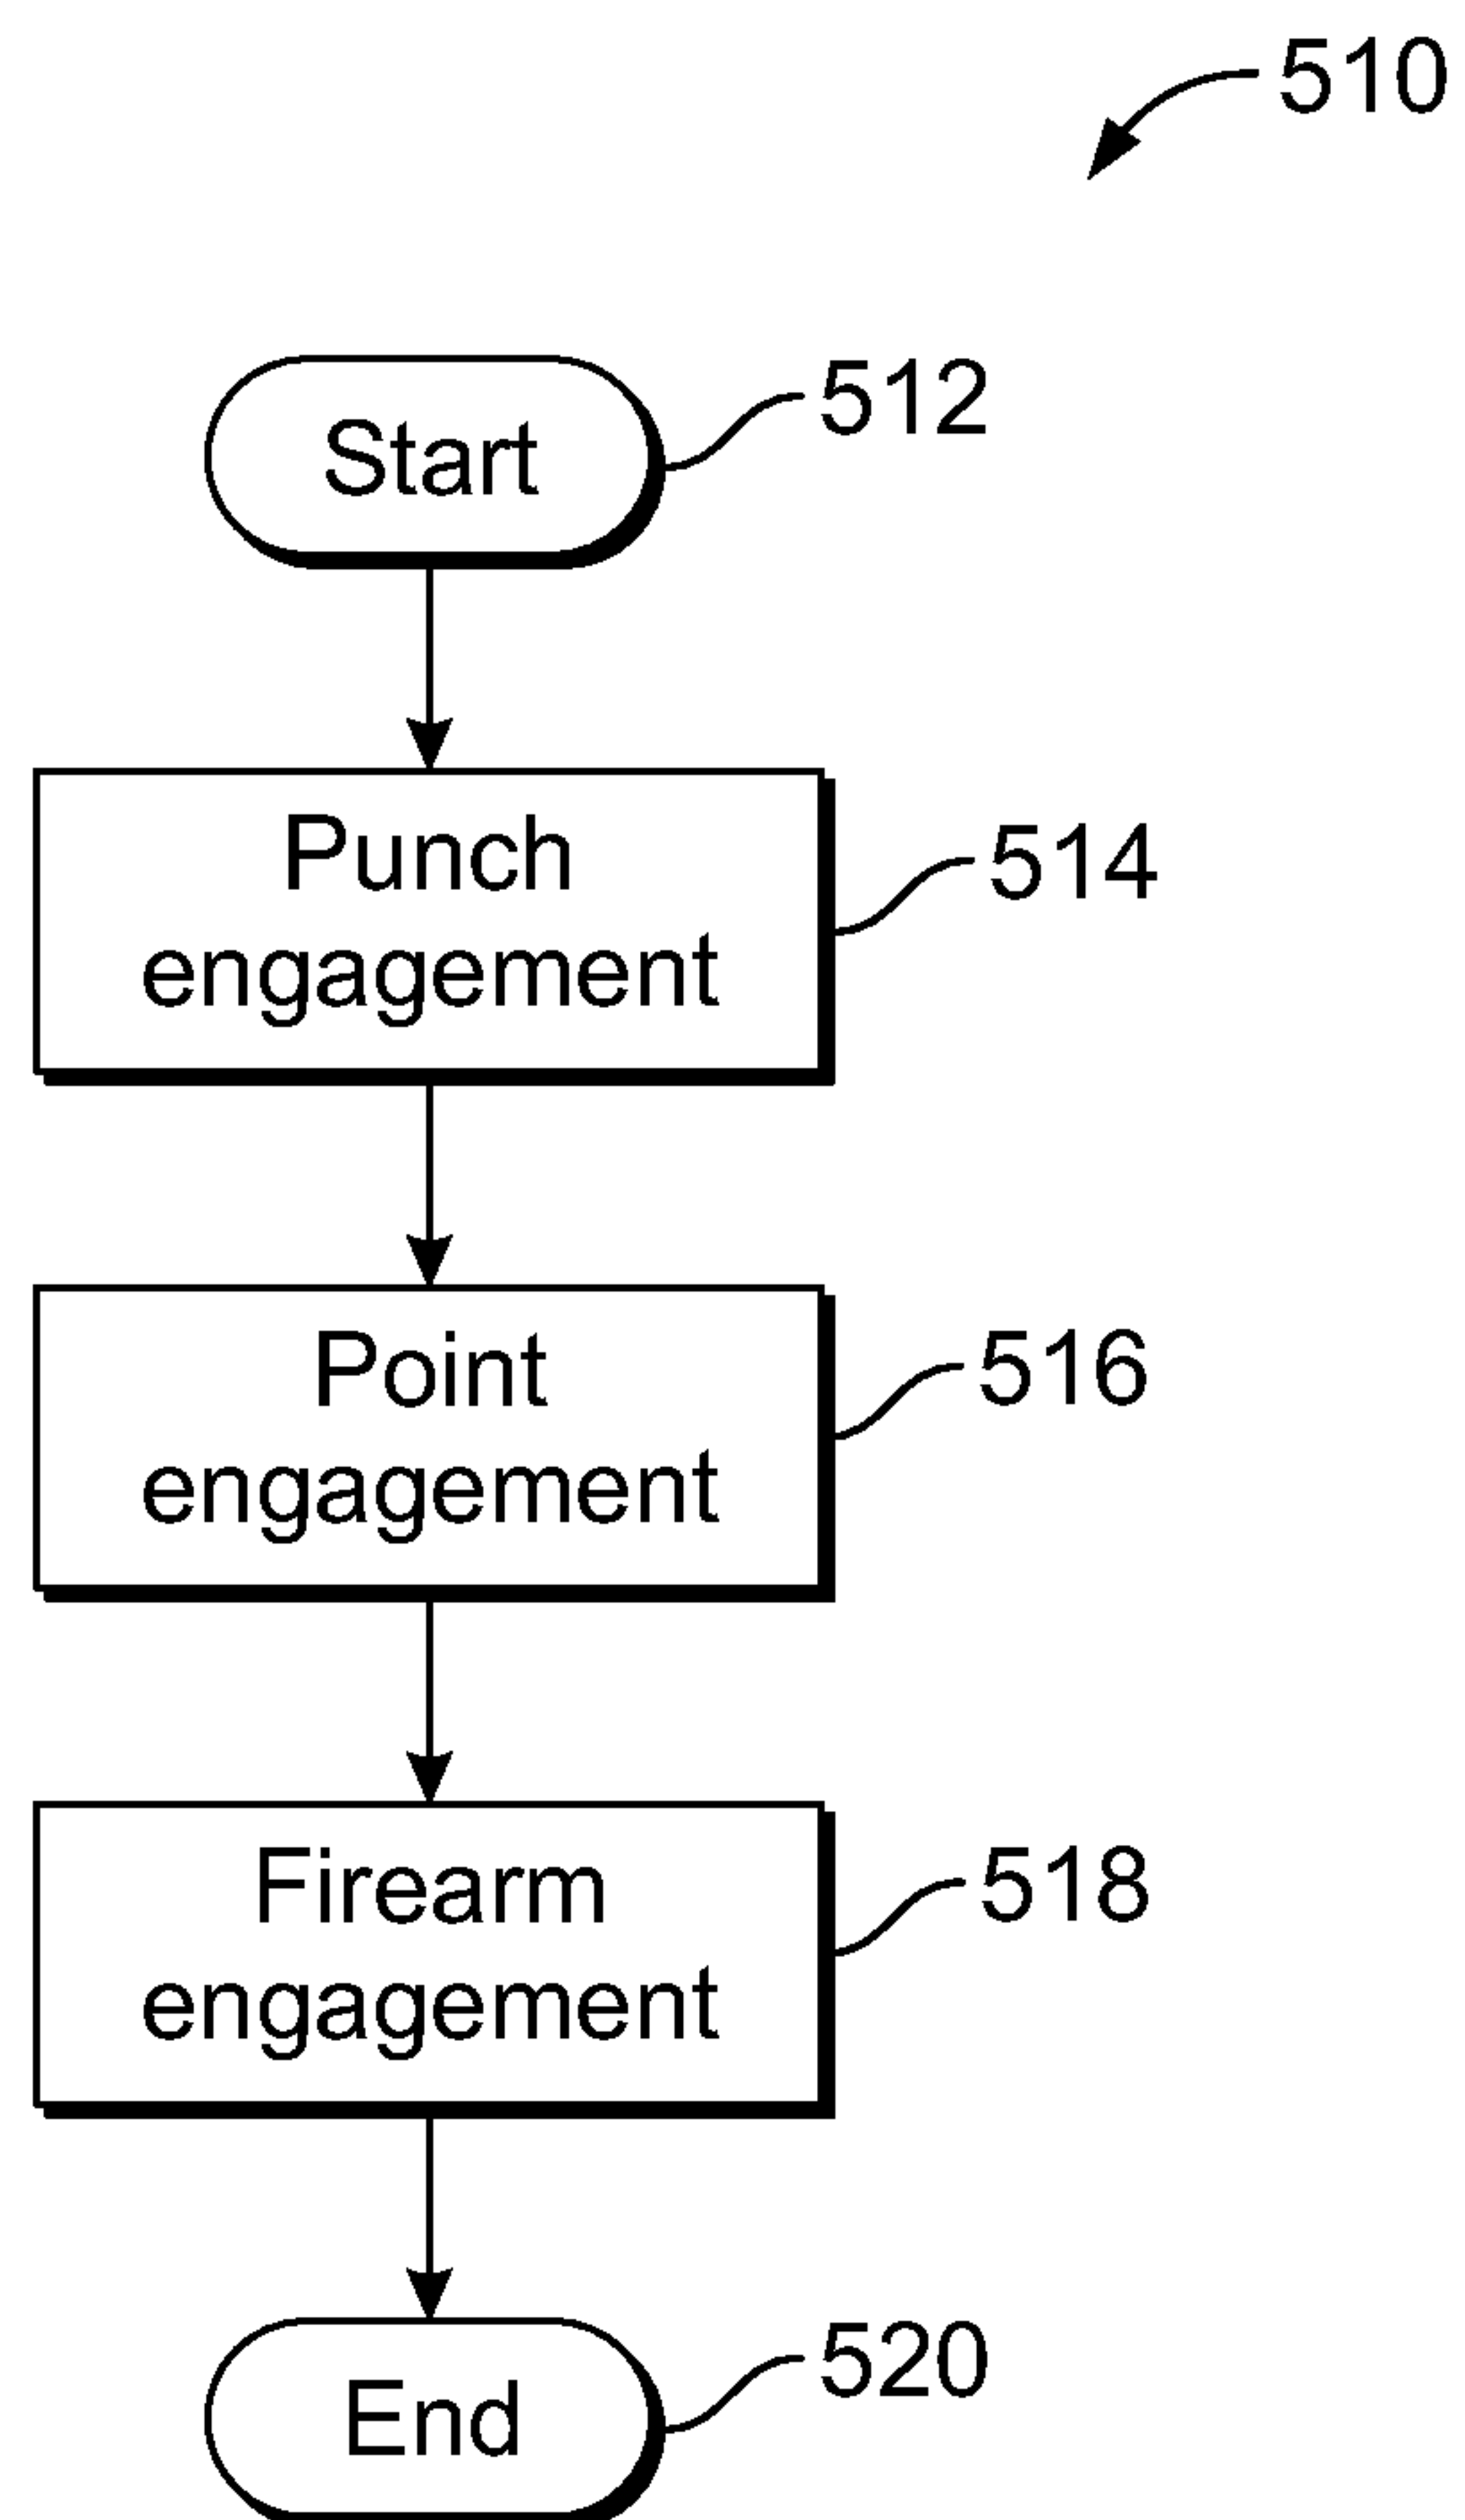 510
Start
512
Punch
engagement
514
Point
engagement
516
Firearm
engagement
518
End
520